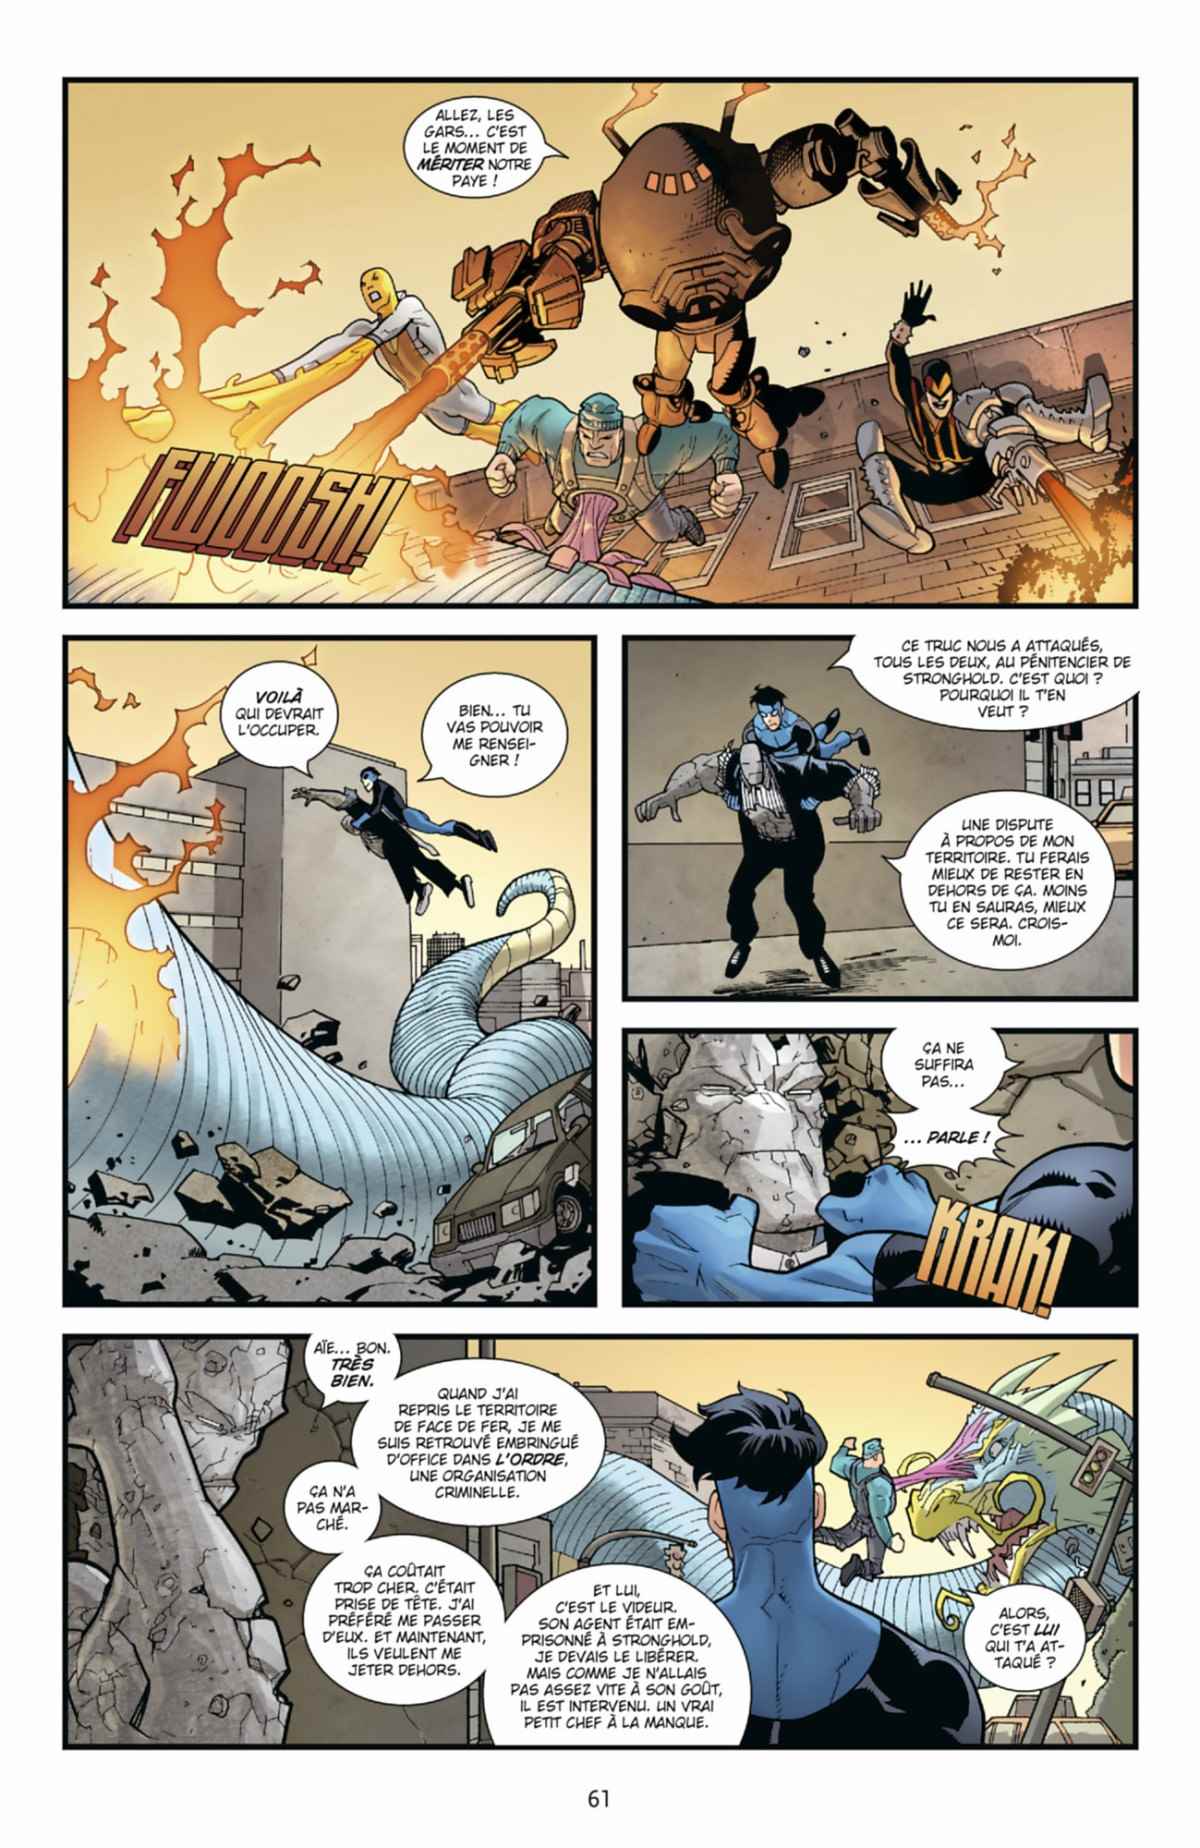 ALLEZ, LES
GARS... C'EST
LE MOMENT DE
MÉRITER NOTRE
PAYE !
FWOOSH!
VOILÀ
QUI DEVRAIT
L'OCCUPER.
BIEN... TU
VAS POUVOIR
ME RENSEI-
GNER !
CE TRUC NOUS A ATTAQUÉS,
TOUS LES DEUX, AU PÉNITENCIER DE
STRONGHOLD. C'EST QUOI ?
POURQUOI IL T'EN
VEUT ?
UNE DISPUTE
À PROPOS DE MON
TERRITOIRE. TU FERAIS
MIEUX DE RESTER EN
DEHORS DE ÇA. MOINS
TU EN SAURAS, MIEUX
CE SERA. CROIS-
MOI.
ÇA NE
SUFFIRA
PAS...
... PARLE !
KRAK!
AÏE... BON.
TRÈS
BIEN.
QUAND J'AI
REPRIS LE TERRITOIRE
DE FACE DE FER, JE ME
SUIS RETROUVÉ EMBRINGUÉ
D'OFFICE DANS L'ORDRE,
UNE ORGANISATION
CRIMINELLE.
ÇA N'A
PAS MAR-
CHÉ.
ÇA COÛTAIT
TROP CHER. C'ÉTAIT
PRISE DE TÊTE. J'AI
PRÉFÉRÉ ME PASSER
D'EUX. ET MAINTENANT,
ILS VEULENT ME
JETER DEHORS.
ET LUI,
C'EST LE VIDEUR.
SON AGENT ÉTAIT EM-
PRISONNÉ À STRONGHOLD,
JE DEVAIS LE LIBÉRER.
MAIS COMME JE N'ALLAIS
PAS ASSEZ VITE À SON GOÛT,
IL EST INTERVENU. UN VRAI
PETIT CHEF À LA MANQUE.
ALORS,
C'EST LUI
QUI T'A AT-
TAQUÉ ?
61